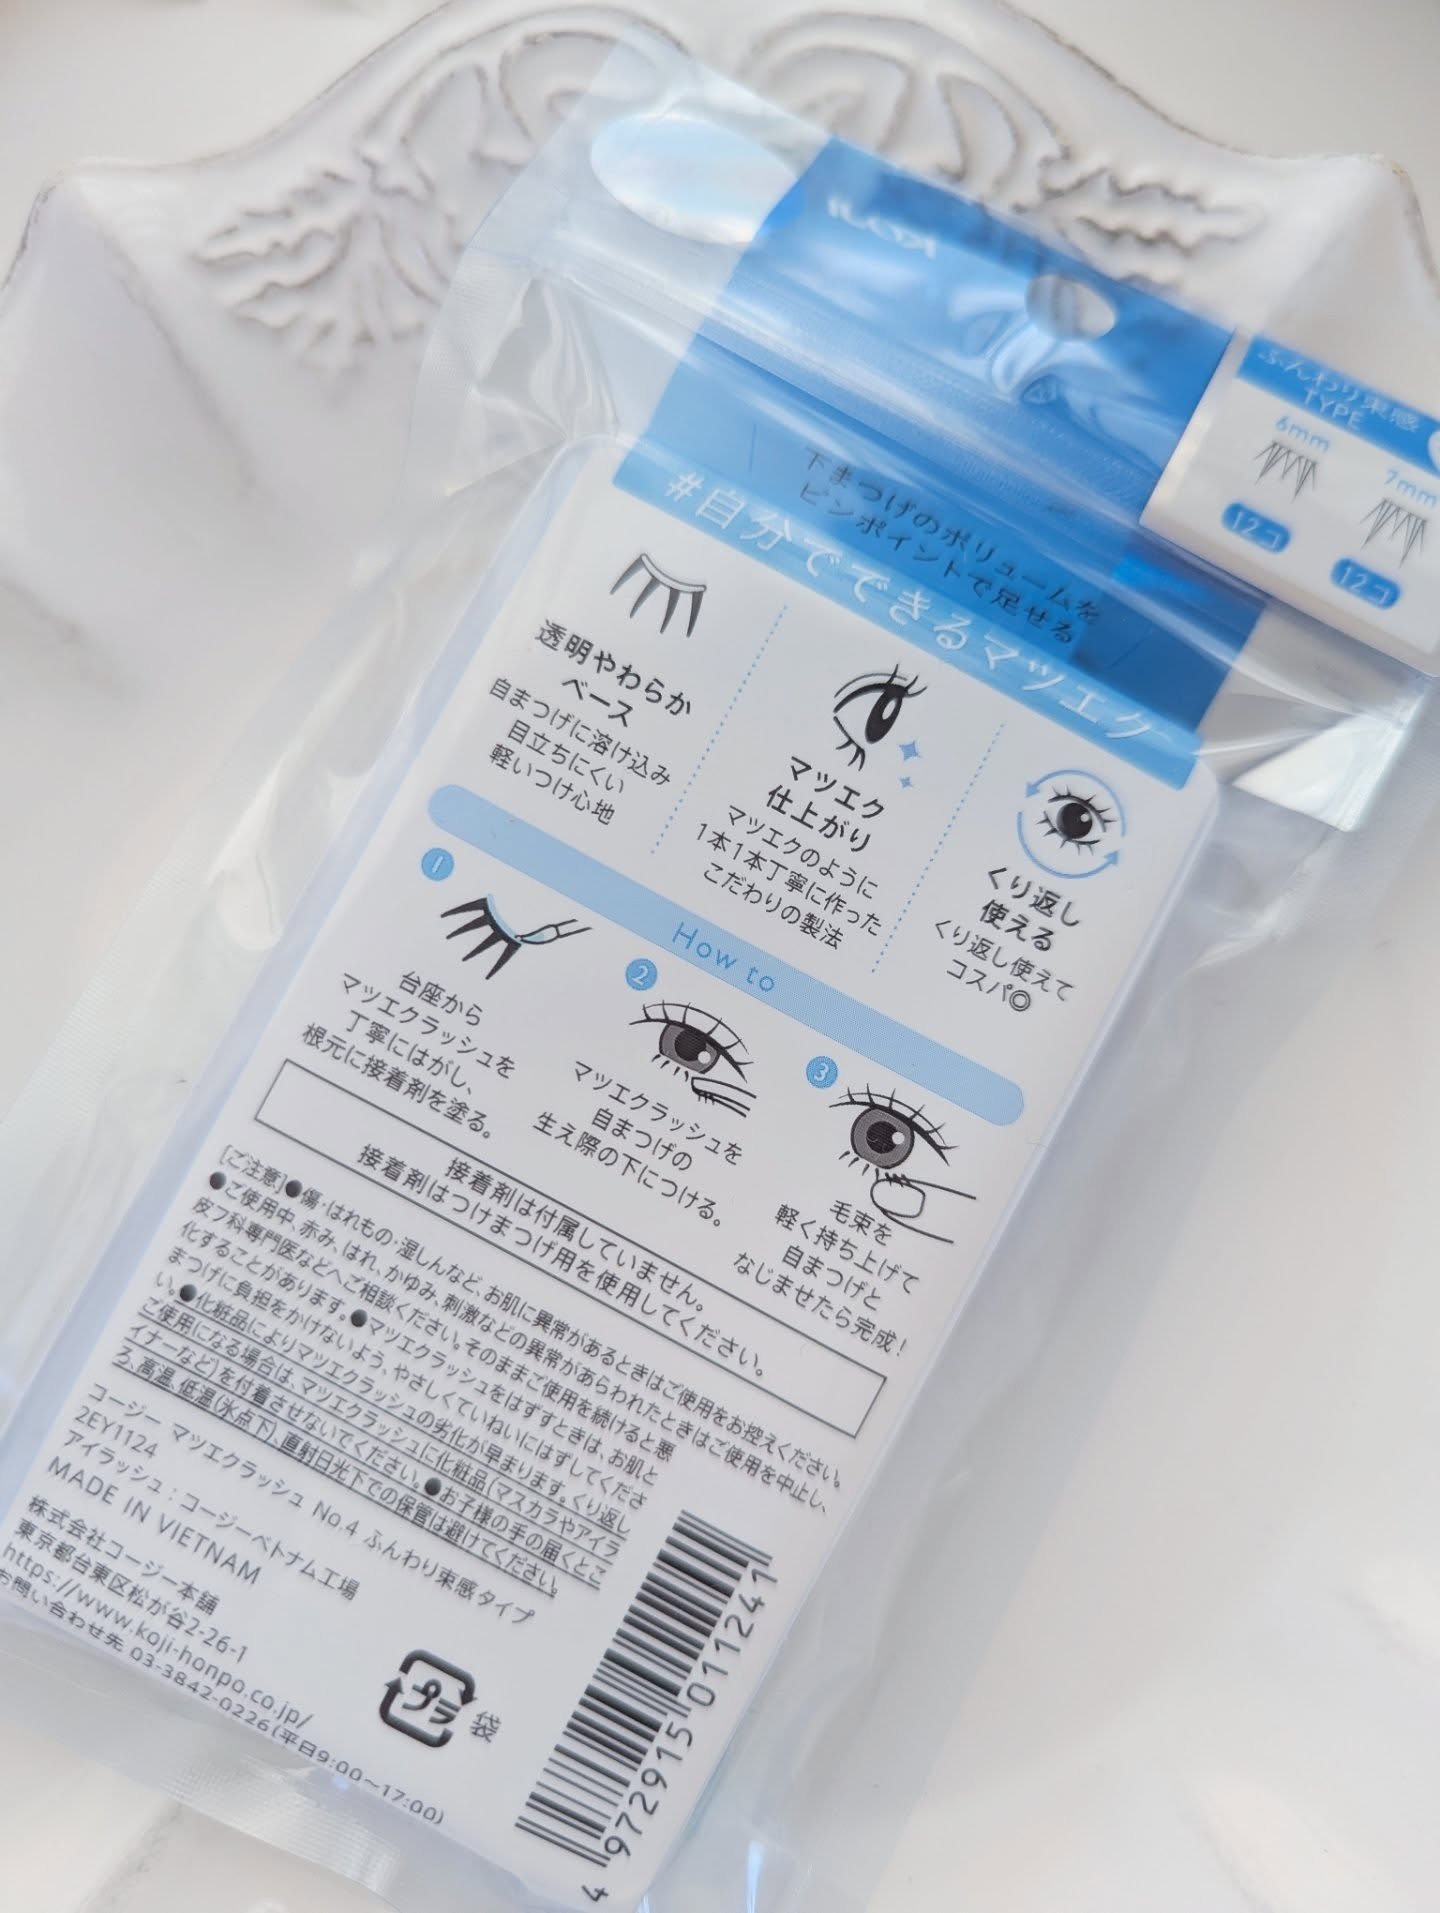 KOJI
ふんわり束感
TYPE
6mm
7mm
12コ
12コ
下まつげのボリュームを
ピンポイントで足せる
#自分でできるマツエク
透明やわらか
ベース
自まつげに溶け込み
目立ちにくい
軽いつけ心地
マツエク
仕上がり
マツエクのように
1本1本丁寧に作った
こだわりの製法
くり返し
使える
くり返し使えて
コスパ◎
How to
1
台座から
マツエクラッシュを
丁寧にはがし、
根元に接着剤を塗る。
2
マツエクラッシュを
自まつげの
生え際の下につける。
3
毛束を
軽く持ち上げて
自まつげと
なじませたら完成!
接着剤は付属していません。
接着剤はつけまつげ用を使用してください。
[ご注意]●傷・はれもの・湿しんなど、お肌に異常があるときはご使用をお控えください。
●ご使用中、赤み、はれ、かゆみ、刺激などの異常があらわれたときはご使用を中止し、
皮フ科専門医などへご相談ください。そのままご使用を続けると悪
化することがあります。●マツエクラッシュをはずすときは、お肌と
まつげに負担をかけないよう、やさしくていねいにはずしてくださ
い。●化粧品によりマツエクラッシュの劣化が早まります。くり返し
ご使用になる場合は、マツエクラッシュに化粧品(マスカラやアイラ
イナーなど)を付着させないでください。●お子様の手の届くとこ
ろ、高温、低温(氷点下)、直射日光下での保管は避けてください。
コージー マツエクラッシュ No.4 ふんわり束感タイプ
2EY1124
アイラッシュ:コージーベトナム工場
MADE IN VIETNAM
株式会社コージー本舗
東京都台東区松が谷2-26-1
https://www.koji-honpo.co.jp/
お問い合わせ先 03-3842-0226(平日9:00~17:00)
プラ
袋
4 972915 011241